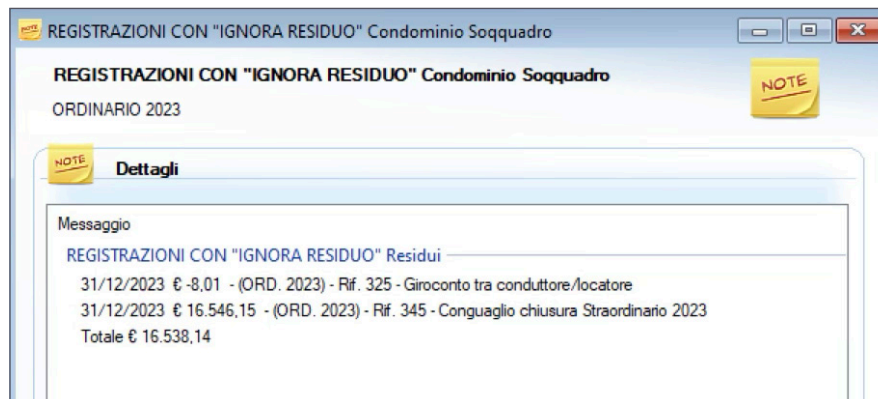 REGISTRAZIONI CON "IGNORA RESIDUO" Condominio Soqquadro
REGISTRAZIONI CON "IGNORA RESIDUO" Condominio Soqquadro
NOTE
ORDINARIO 2023
NOTE
Dettagli
Messaggio
REGISTRAZIONI CON "IGNORA RESIDUO" Residui
31/12/2023 € -8,01 - (ORD. 2023) - Rif. 325 - Giroconto tra conduttore/locatore
31/12/2023 € 16.546,15 - (ORD. 2023) - Rif. 345 - Conguaglio chiusura Straordinario 2023
Totale € 16.538,14